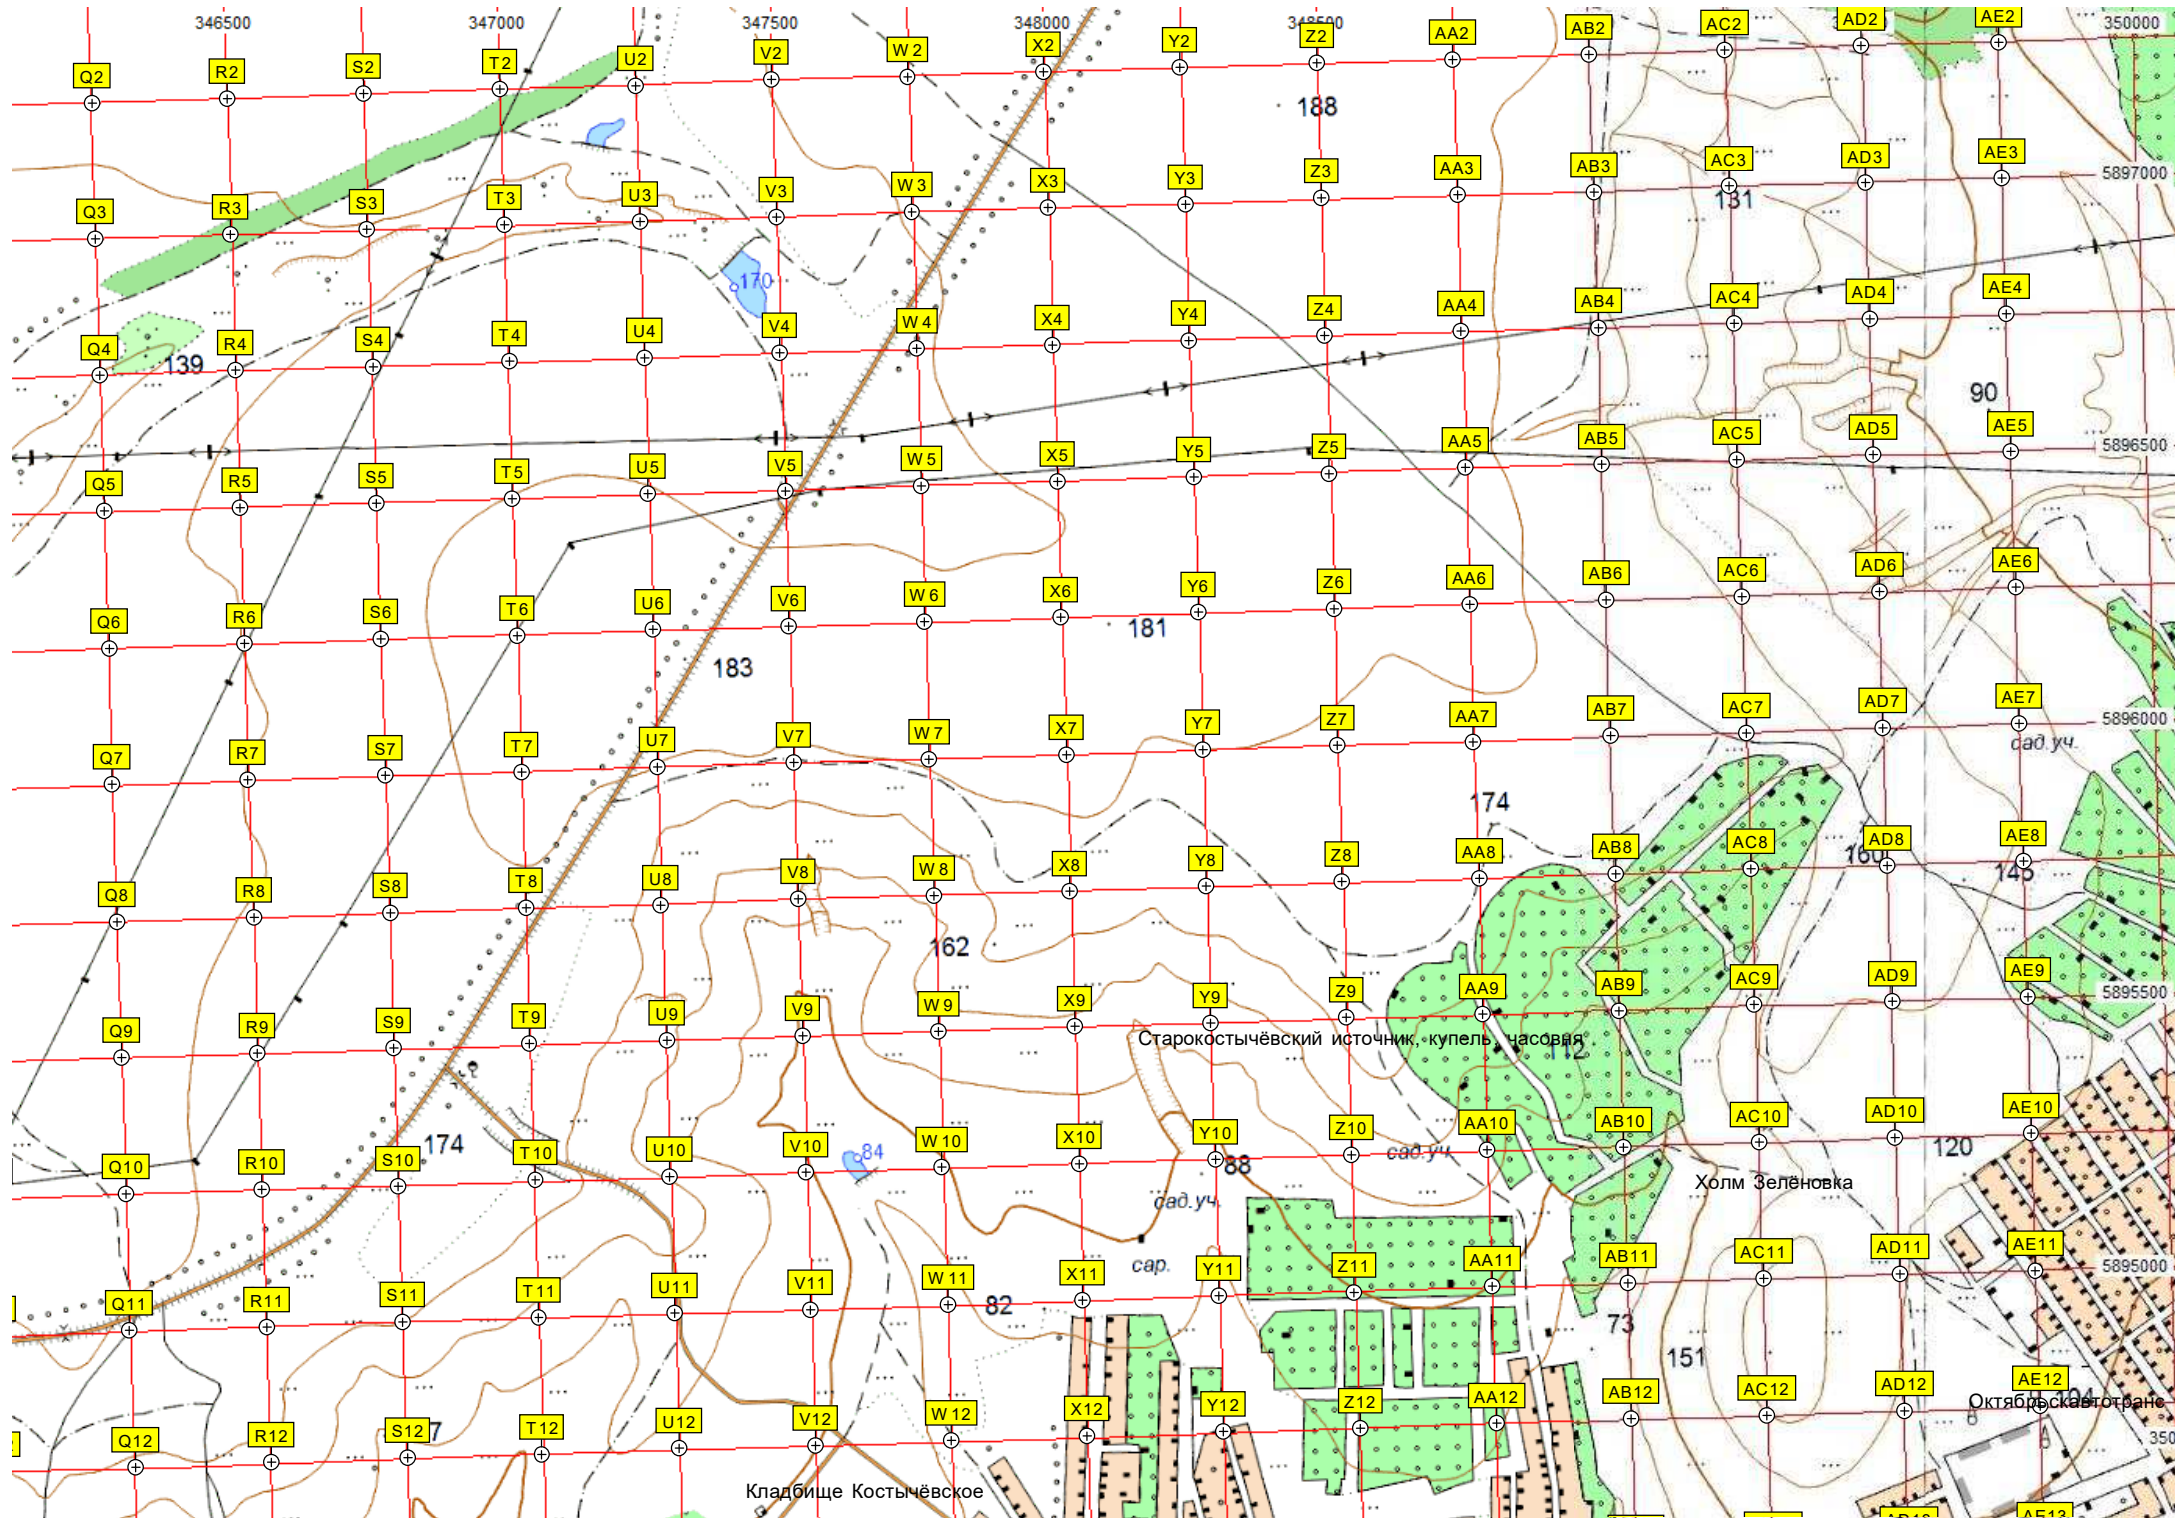 346500 347000 347500 348000 348500 350000
Q2 R2 S2 T2 U2 V2 W2 X2 Y2 Z2 AA2 AB2 AC2 AD2 AE2
188
Q3 R3 S3 T3 U3 V3 W3 X3 Y3 Z3 AA3 AB3 AC3 AD3 AE3 5897000
131
170
Q4 R4 S4 T4 U4 V4 W4 X4 Y4 Z4 AA4 AB4 AC4 AD4 AE4
139
90
Q5 R5 S5 T5 U5 V5 W5 X5 Y5 Z5 AA5 AB5 AC5 AD5 AE5 5896500
Q6 R6 S6 T6 U6 V6 W6 X6 Y6 Z6 AA6 AB6 AC6 AD6 AE6
181
183
Q7 R7 S7 T7 U7 V7 W7 X7 Y7 Z7 AA7 AB7 AC7 AD7 AE7 5896000
сад.уч.
174
Q8 R8 S8 T8 U8 V8 W8 X8 Y8 Z8 AA8 AB8 AC8 AD8 AE8
160
145
162
Q9 R9 S9 T9 U9 V9 W9 X9 Y9 Z9 AA9 AB9 AC9 AD9 AE9 5895500
Старокостычёвский источник, купель, часовня
112
Q10 R10 S10 T10 U10 V10 W10 X10 Y10 Z10 AA10 AB10 AC10 AD10 AE10
174
84
88
сад.уч.
120
Холм Зелёновка
сад.уч.
сар.
Q11 R11 S11 T11 U11 V11 W11 X11 Y11 Z11 AA11 AB11 AC11 AD11 AE11 5895000
82
73
151
Q12 R12 S12 T12 U12 V12 W12 X12 Y12 Z12 AA12 AB12 AC12 AD12 AE12
104
Октябрьскавтотранс
7
350
Кладбище Костычёвское
AE13